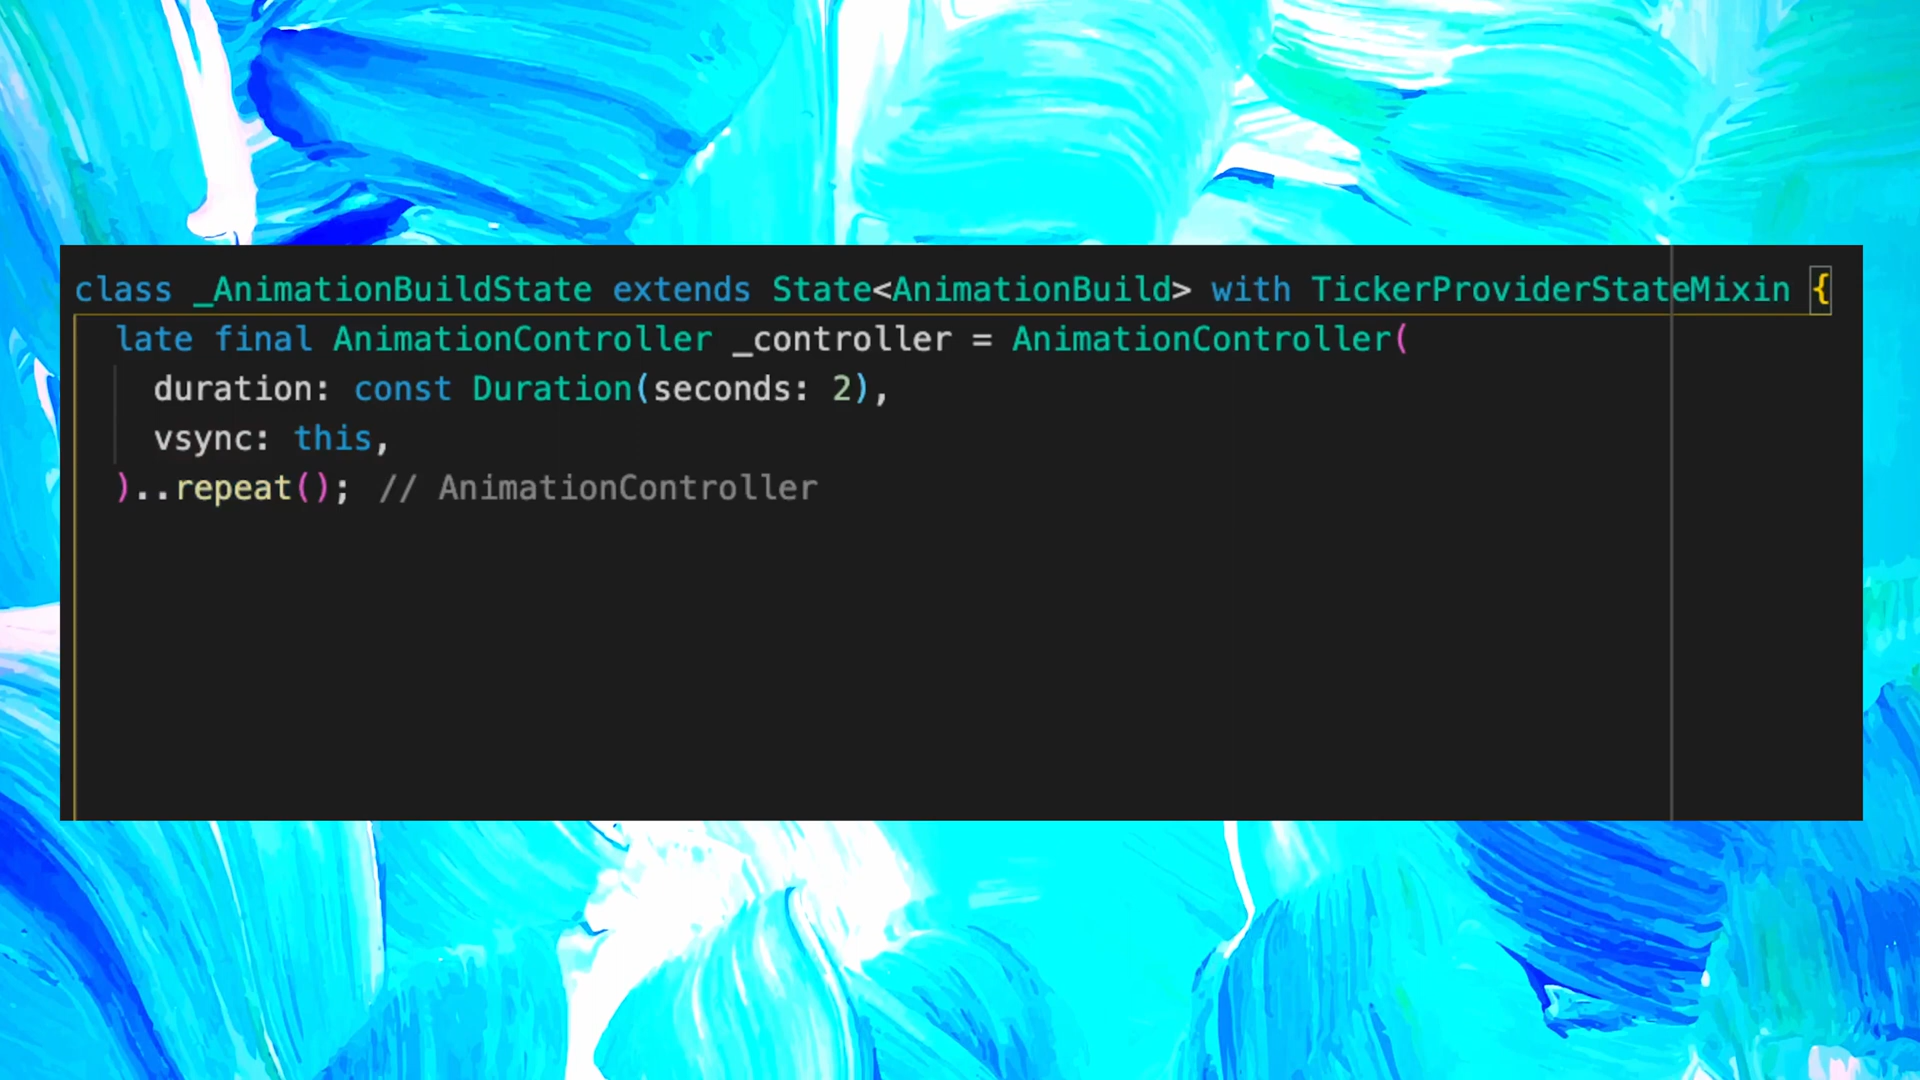 class _AnimationBuildState extends State<AnimationBuild> with TickerProviderStateMixin {
late final AnimationController _controller = AnimationController(
duration: const Duration(seconds: 2),
vsync: this,
)..repeat(); // AnimationController